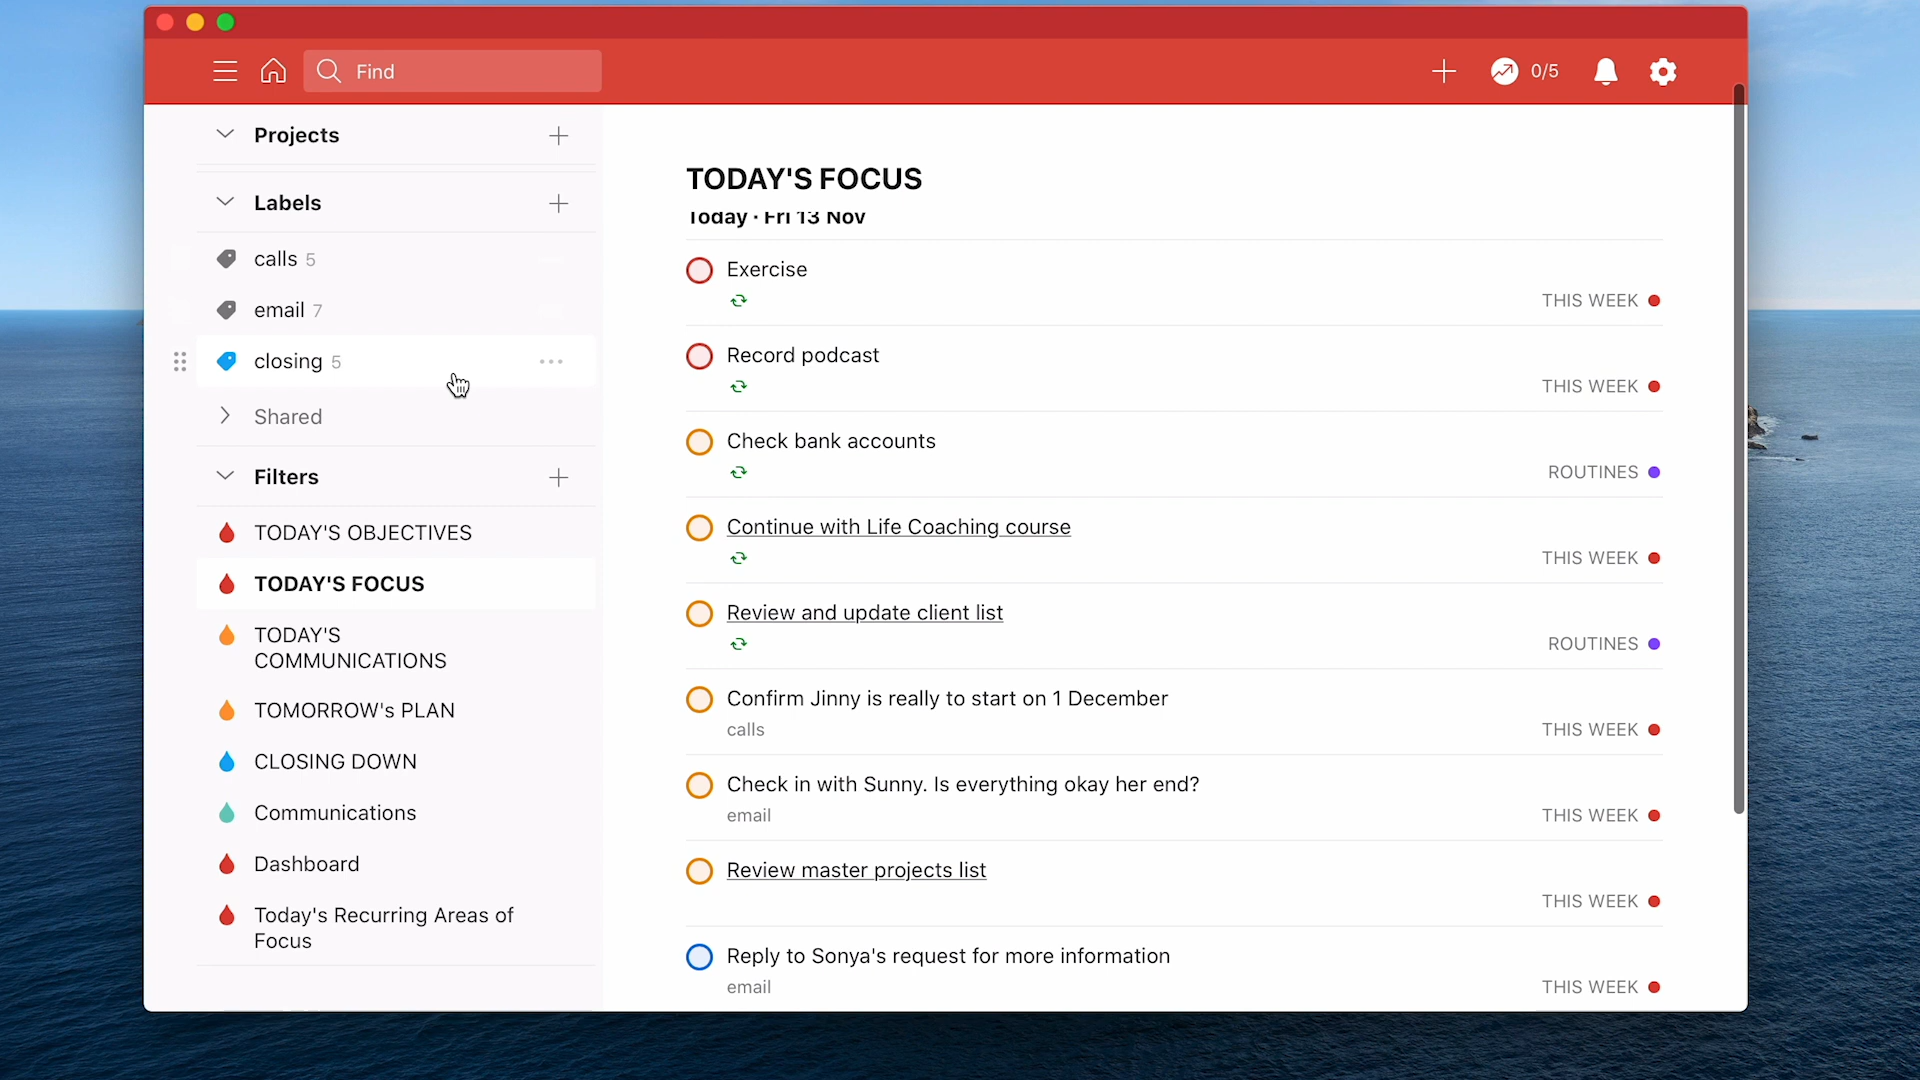 Find
0/5
Projects
Labels
calls 5
email 7
closing 5
Shared
Filters
TODAY'S OBJECTIVES
TODAY'S FOCUS
TODAY'S
COMMUNICATIONS
TOMORROW's PLAN
CLOSING DOWN
Communications
Dashboard
Today's Recurring Areas of
Focus
TODAY'S FOCUS
Today · Fri 13 Nov
Exercise
THIS WEEK
Record podcast
THIS WEEK
Check bank accounts
ROUTINES
Continue with Life Coaching course
THIS WEEK
Review and update client list
ROUTINES
Confirm Jinny is really to start on 1 December
calls
THIS WEEK
Check in with Sunny. Is everything okay her end?
email
THIS WEEK
Review master projects list
THIS WEEK
Reply to Sonya's request for more information
email
THIS WEEK